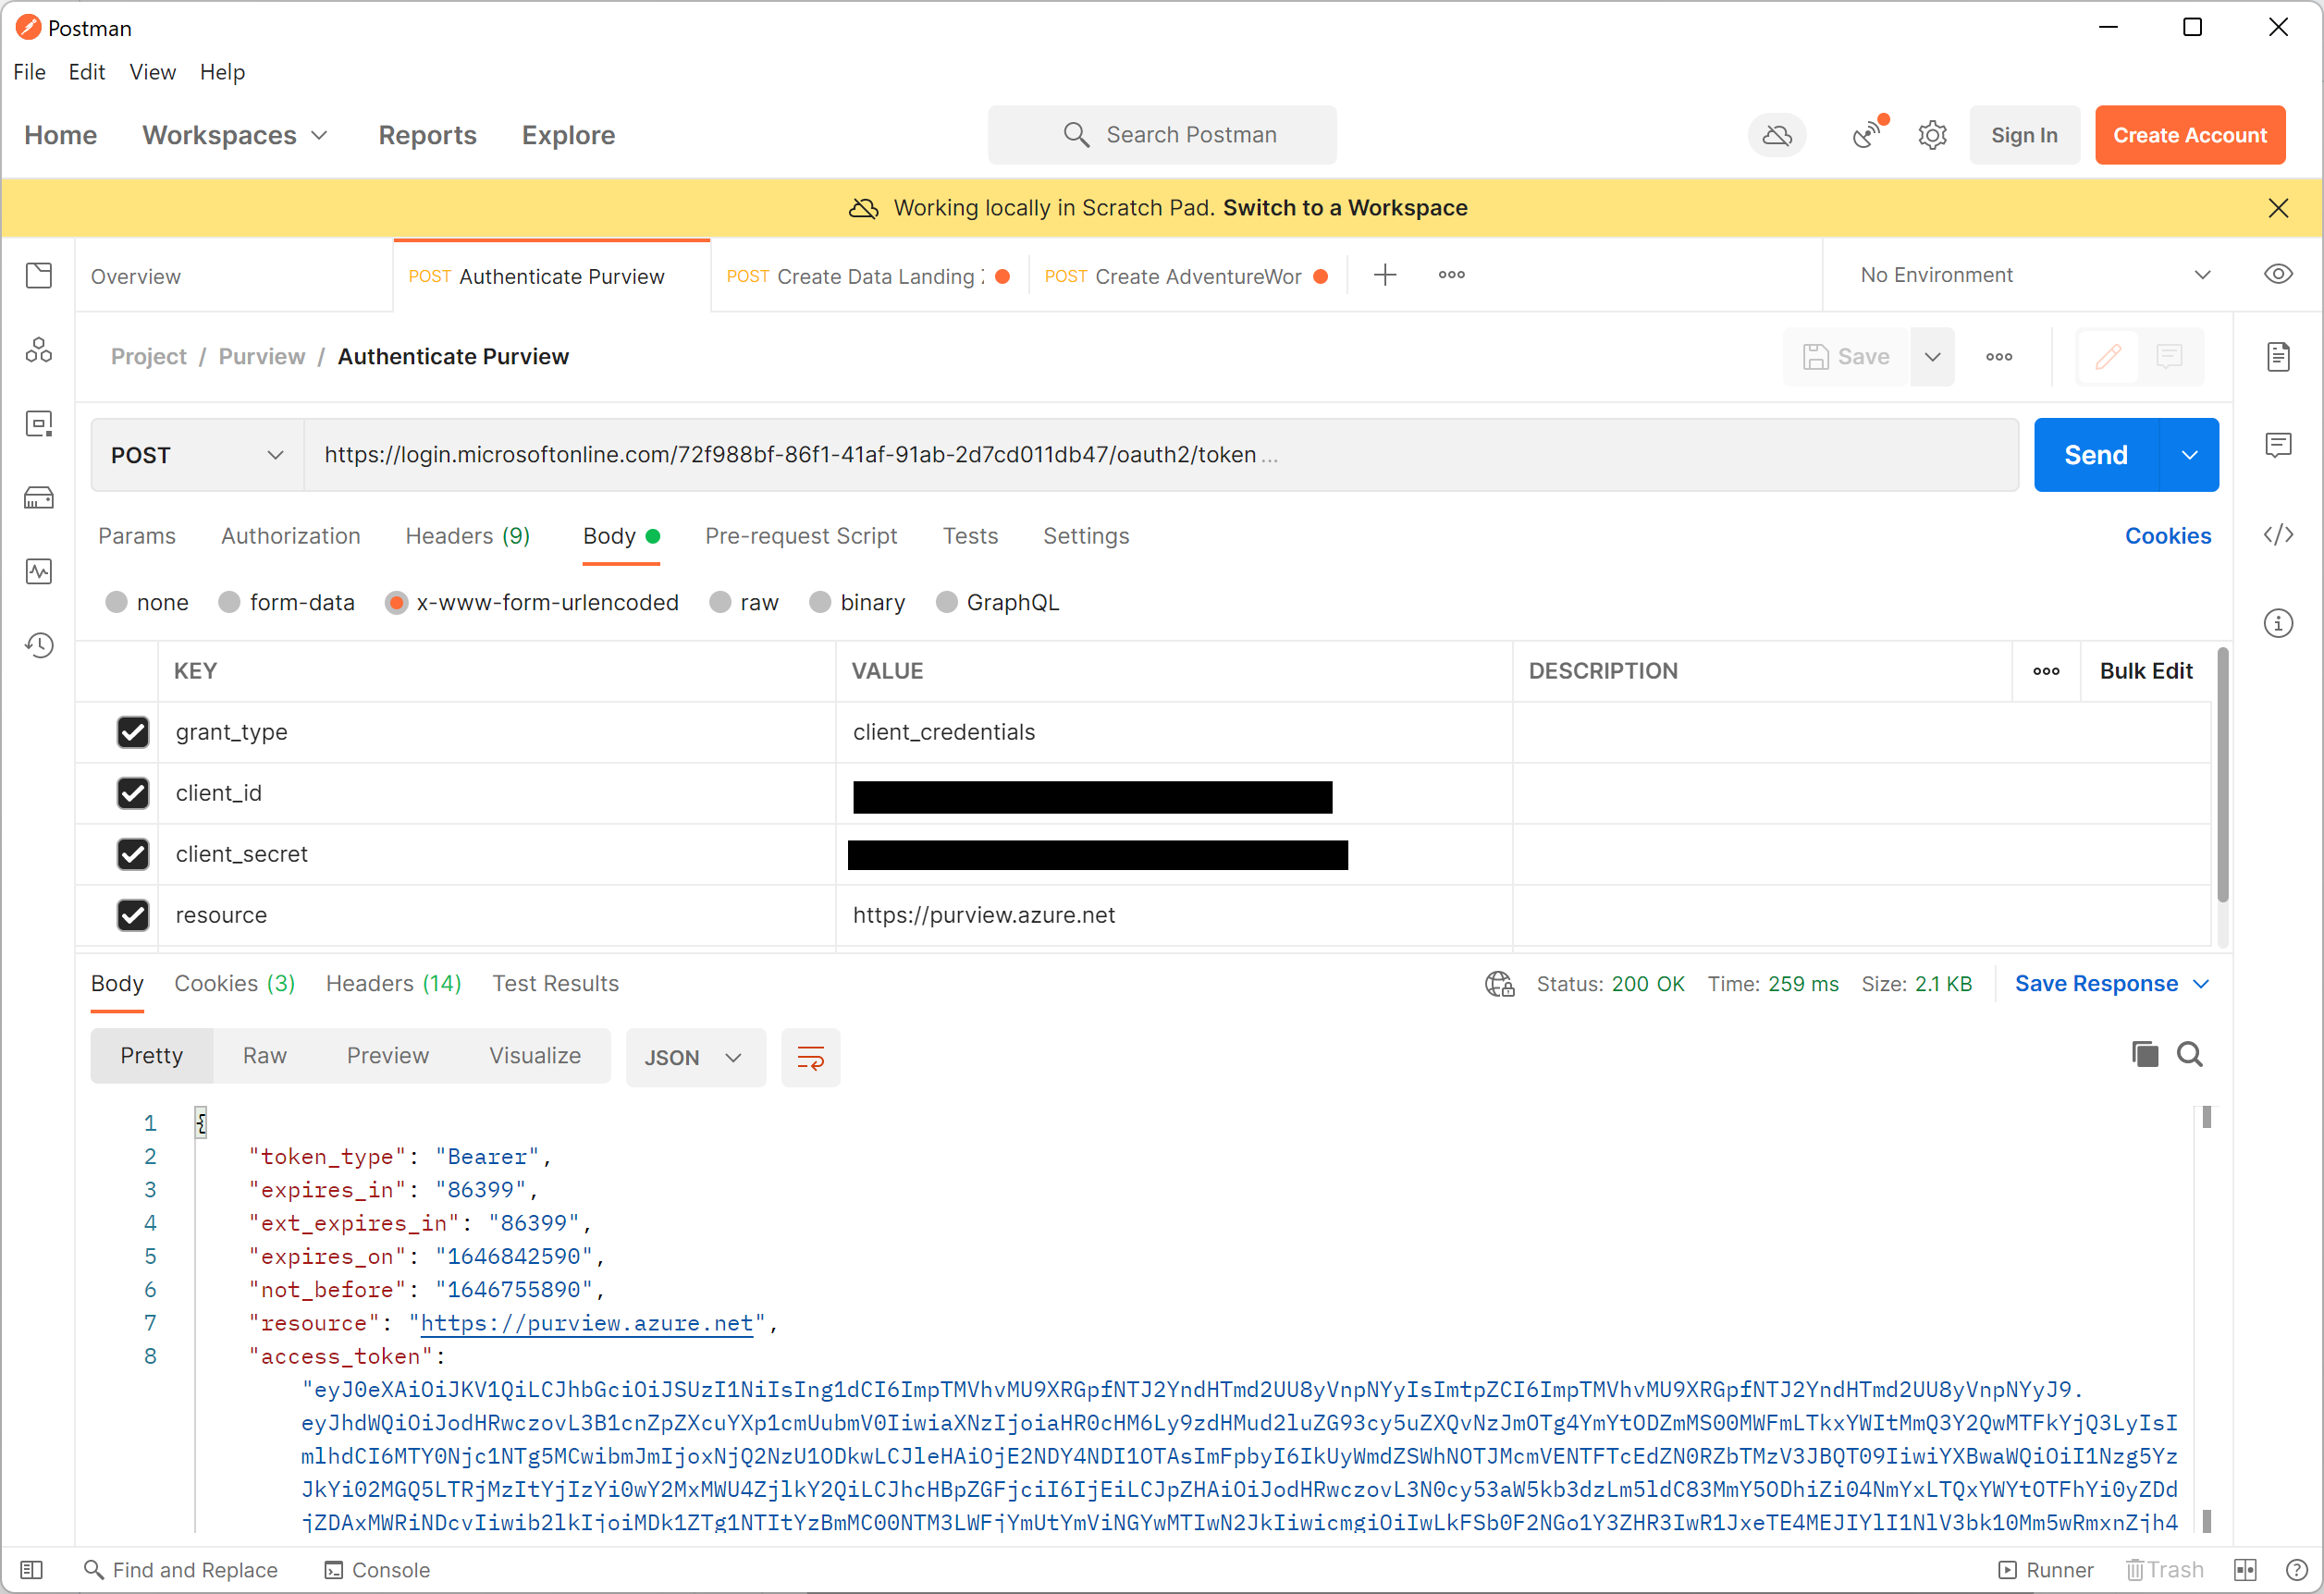 Postman
File Edit View Help
Home Workspaces Reports Explore Search Postman Sign In Create Account
Working locally in Scratch Pad. Switch to a Workspace
Overview POST Authenticate Purview POST Create Data Landing POST Create AdventureWor No Environment
Project / Purview / Authenticate Purview Save
POST https://login.microsoftonline.com/72f988bf-86f1-41af-91ab-2d7cd011db47/oauth2/token ... Send
Params Authorization Headers (9) Body Pre-request Script Tests Settings Cookies
none form-data x-www-form-urlencoded raw binary GraphQL
KEY VALUE DESCRIPTION Bulk Edit
grant_type client_credentials
client_id
client_secret
resource https://purview.azure.net
Body Cookies (3) Headers (14) Test Results Status: 200 OK Time: 259 ms Size: 2.1 KB Save Response
Pretty Raw Preview Visualize JSON
1 {
2 "token_type": "Bearer",
3 "expires_in": "86399",
4 "ext_expires_in": "86399",
5 "expires_on": "1646842590",
6 "not_before": "1646755890",
7 "resource": "https://purview.azure.net",
8 "access_token":
"eyJ0eXAiOiJKV1QiLCJhbGciOiJSUzI1NiIsIng1dCI6ImpTMVhvMU9XRGpfNTJ2YndHTmd2UU8yVnpNYyIsImtpZCI6ImpTMVhvMU9XRGpfNTJ2YndHTmd2UU8yVnpNYyJ9.
eyJhdWQiOiJodHRwczovL3B1cnZpZXcuYXp1cmUubmV0IiwiaXNzIjoiaHR0cHM6Ly9zdHMud2luZG93cy5uZXQvNzJmOTg4YmYtODZmMS00MWFmLTkxYWItMmQ3Y2QwMTFkYjQ3LyIsI
mlhdCI6MTY0Njc1NTg5MCwibmJmIjoxNjQ2NzU1ODkwLCJleHAiOjE2NDY4NDI1OTAsImFpbyI6IkUyWmdZSWhNOTJMcmVENTFTcEdZN0RZbTMzV3JBQT09IiwiYXBwaWQiOiI1Nzg5Yz
JkYi02MGQ5LTRjMzItYjIzYi0wY2MxMWU4ZjlkY2QiLCJhcHBpZGFjciI6IjEiLCJpZHAiOiJodHRwczovL3N0cy53aW5kb3dzLm5ldC83MmY5ODhiZi04NmYxLTQxYWYtOTFhYi0yZDd
jZDAxMWRiNDcvIiwib2lkIjoiMDk1ZTg1NTItYzBmMC00NTM3LWFjYmUtYmViNGYwMTIwN2JkIiwicmgiOiIwLkFSb0F2NGo1Y3ZHR3IwR1JxeTE4MEJIYlI1NlV3bk10Mm5wRmxnZjh4
Find and Replace Console Runner Trash